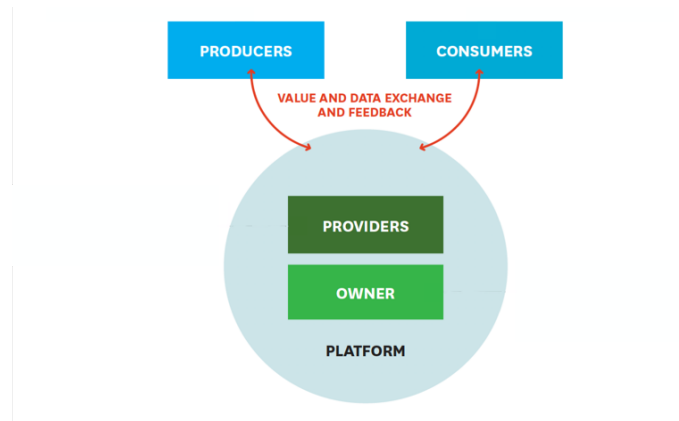 PRODUCERS
CONSUMERS
VALUE AND DATA EXCHANGE
AND FEEDBACK
PROVIDERS
OWNER
PLATFORM